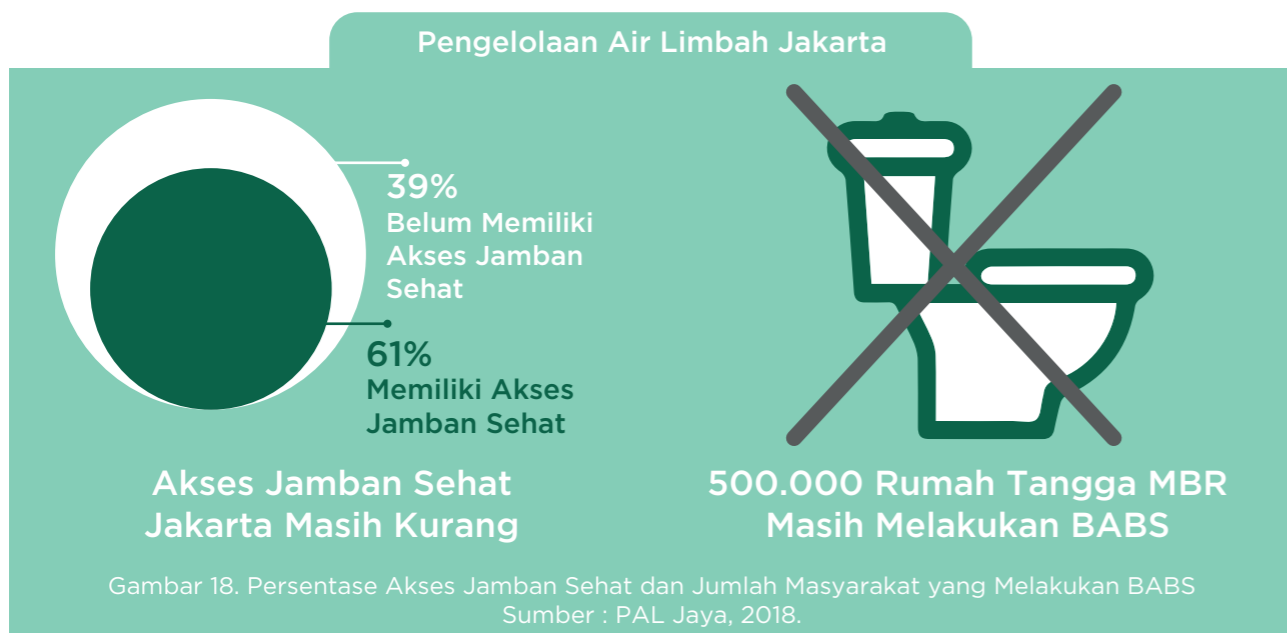 Pengelolaan Air Limbah Jakarta
39%
Belum Memiliki
Akses Jamban
Sehat
61%
Memiliki Akses
Jamban Sehat
Akses Jamban Sehat
Jakarta Masih Kurang
500.000 Rumah Tangga MBR
Masih Melakukan BABS
Gambar 18. Persentase Akses Jamban Sehat dan Jumlah Masyarakat yang Melakukan BABS
Sumber : PAL Jaya, 2018.